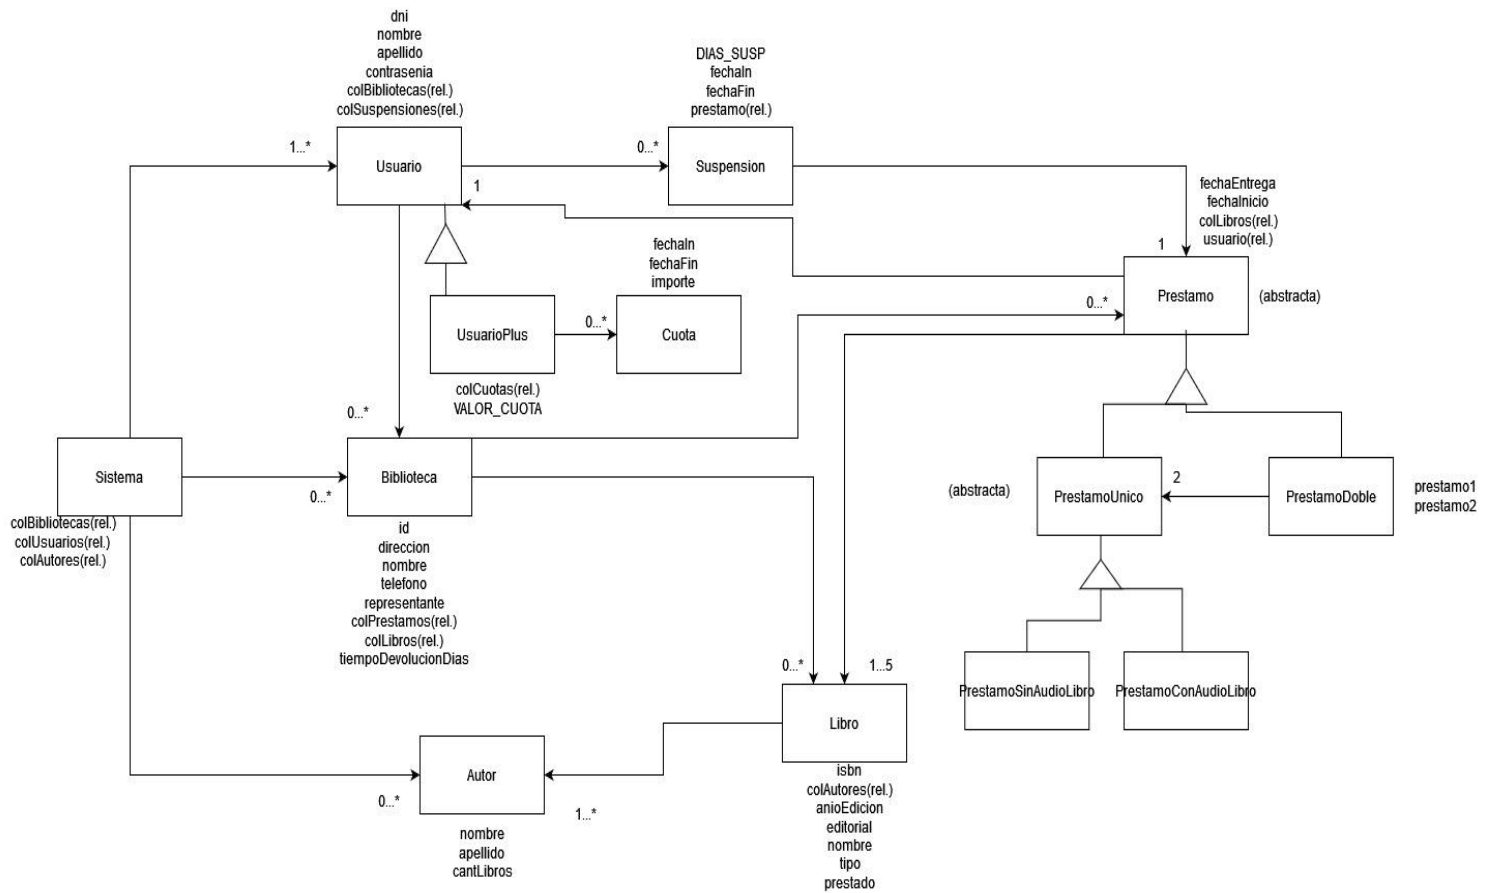 dni
nombre
apellido
contrasenia
colBibliotecas(rel.)
colSuspensiones(rel.)
DIAS_SUSP
fechaIn
fechaFin
prestamo(rel.)
1...*
Usuario
0...*
Suspension
1
fechaEntrega
fechaInicio
colLibros(rel.)
usuario(rel.)
1
fechaIn
fechaFin
importe
Prestamo
(abstracta)
0...*
UsuarioPlus
0...*
Cuota
colCuotas(rel.)
VALOR_CUOTA
0...*
Sistema
0...*
Biblioteca
(abstracta)
PrestamoUnico
2
PrestamoDoble
prestamo1
prestamo2
colBibliotecas(rel.)
colUsuarios(rel.)
colAutores(rel.)
id
direccion
nombre
telefono
representante
colPrestamos(rel.)
colLibros(rel.)
tiempoDevolucionDias
0...*
1...5
PrestamoSinAudioLibro
PrestamoConAudioLibro
Libro
Autor
0...*
1...*
isbn
colAutores(rel.)
anioEdicion
editorial
nombre
tipo
prestado
nombre
apellido
cantLibros